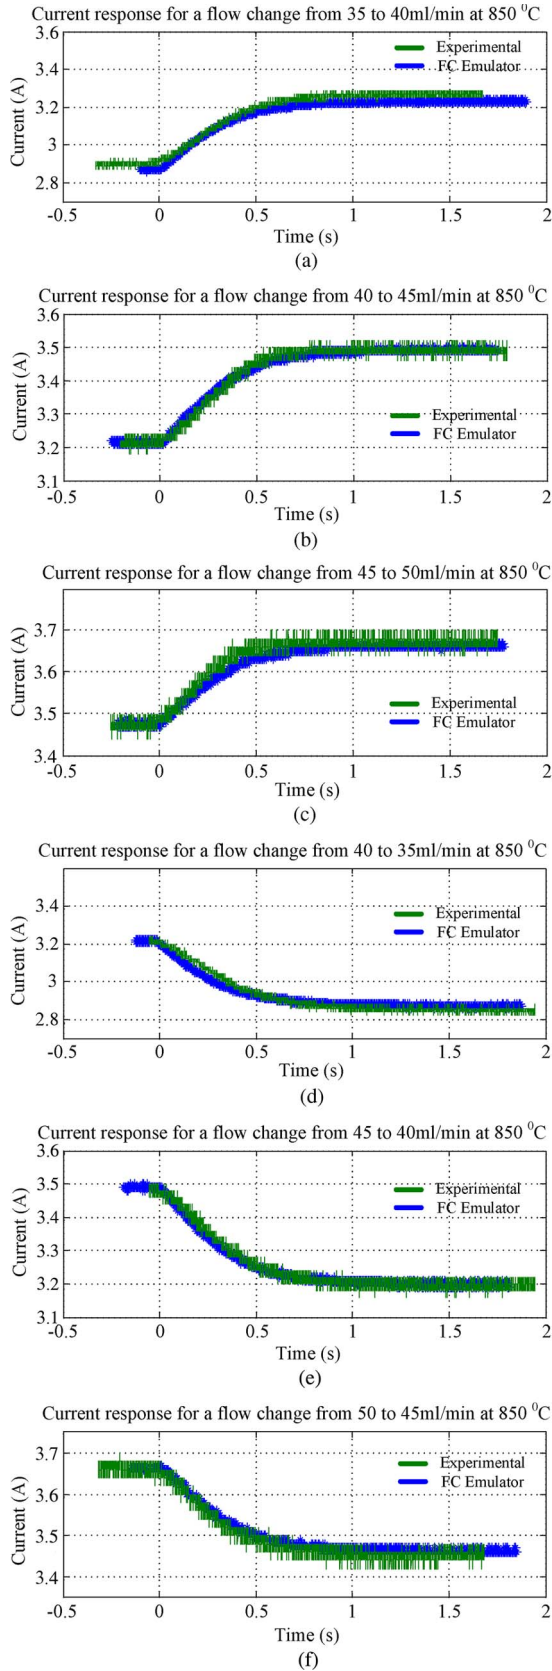 Current response for a flow change from 35 to 40ml/min at 850 ⁰C
3.6
3.4
3.2
3
2.8
Current (A)
Experimental
FC Emulator
-0.5 0 0.5 1 1.5 2
Time (s)
(a)
Current response for a flow change from 40 to 45ml/min at 850 ⁰C
3.6
3.5
3.4
3.3
3.2
3.1
Current (A)
Experimental
FC Emulator
-0.5 0 0.5 1 1.5 2
Time (s)
(b)
Current response for a flow change from 45 to 50ml/min at 850 ⁰C
3.7
3.6
3.5
3.4
Current (A)
Experimental
FC Emulator
-0.5 0 0.5 1 1.5 2
Time (s)
(c)
Current response for a flow change from 40 to 35ml/min at 850 ⁰C
3.4
3.2
3
2.8
Current (A)
Experimental
FC Emulator
-0.5 0 0.5 1 1.5 2
Time (s)
(d)
Current response for a flow change from 45 to 40ml/min at 850 ⁰C
3.6
3.5
3.4
3.3
3.2
3.1
Current (A)
Experimental
FC Emulator
-0.5 0 0.5 1 1.5 2
Time (s)
(e)
Current response for a flow change from 50 to 45ml/min at 850 ⁰C
3.7
3.6
3.5
3.4
Current (A)
Experimental
FC Emulator
-0.5 0 0.5 1 1.5 2
Time (s)
(f)